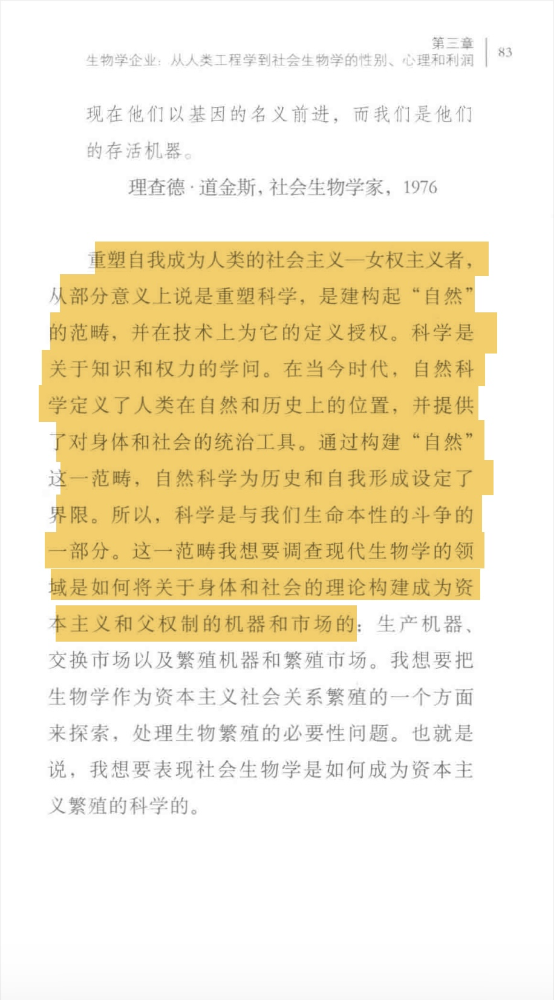 第三章
生物学企业：从人类工程学到社会生物学的性别、心理和利润
83
现在他们以基因的名义前进，而我们是他们
的存活机器。
理查德·道金斯，社会生物学家，1976
重塑自我成为人类的社会主义—女权主义者，
从部分意义上说是重塑科学，是建构起“自然”
的范畴，并在技术上为它的定义授权。科学是
关于知识和权力的学问。在当今时代，自然科
学定义了人类在自然和历史上的位置，并提供
了对身体和社会的统治工具。通过构建“自然”
这一范畴，自然科学为历史和自我形成设定了
界限。所以，科学是与我们生命本性的斗争的
一部分。这一范畴我想要调查现代生物学的领
域是如何将关于身体和社会的理论构建成为资
本主义和父权制的机器和市场的：生产机器、
交换市场以及繁殖机器和繁殖市场。我想要把
生物学作为资本主义社会关系繁殖的一个方面
来探索，处理生物繁殖的必要性问题。也就是
说，我想要表现社会生物学是如何成为资本主
义繁殖的科学的。